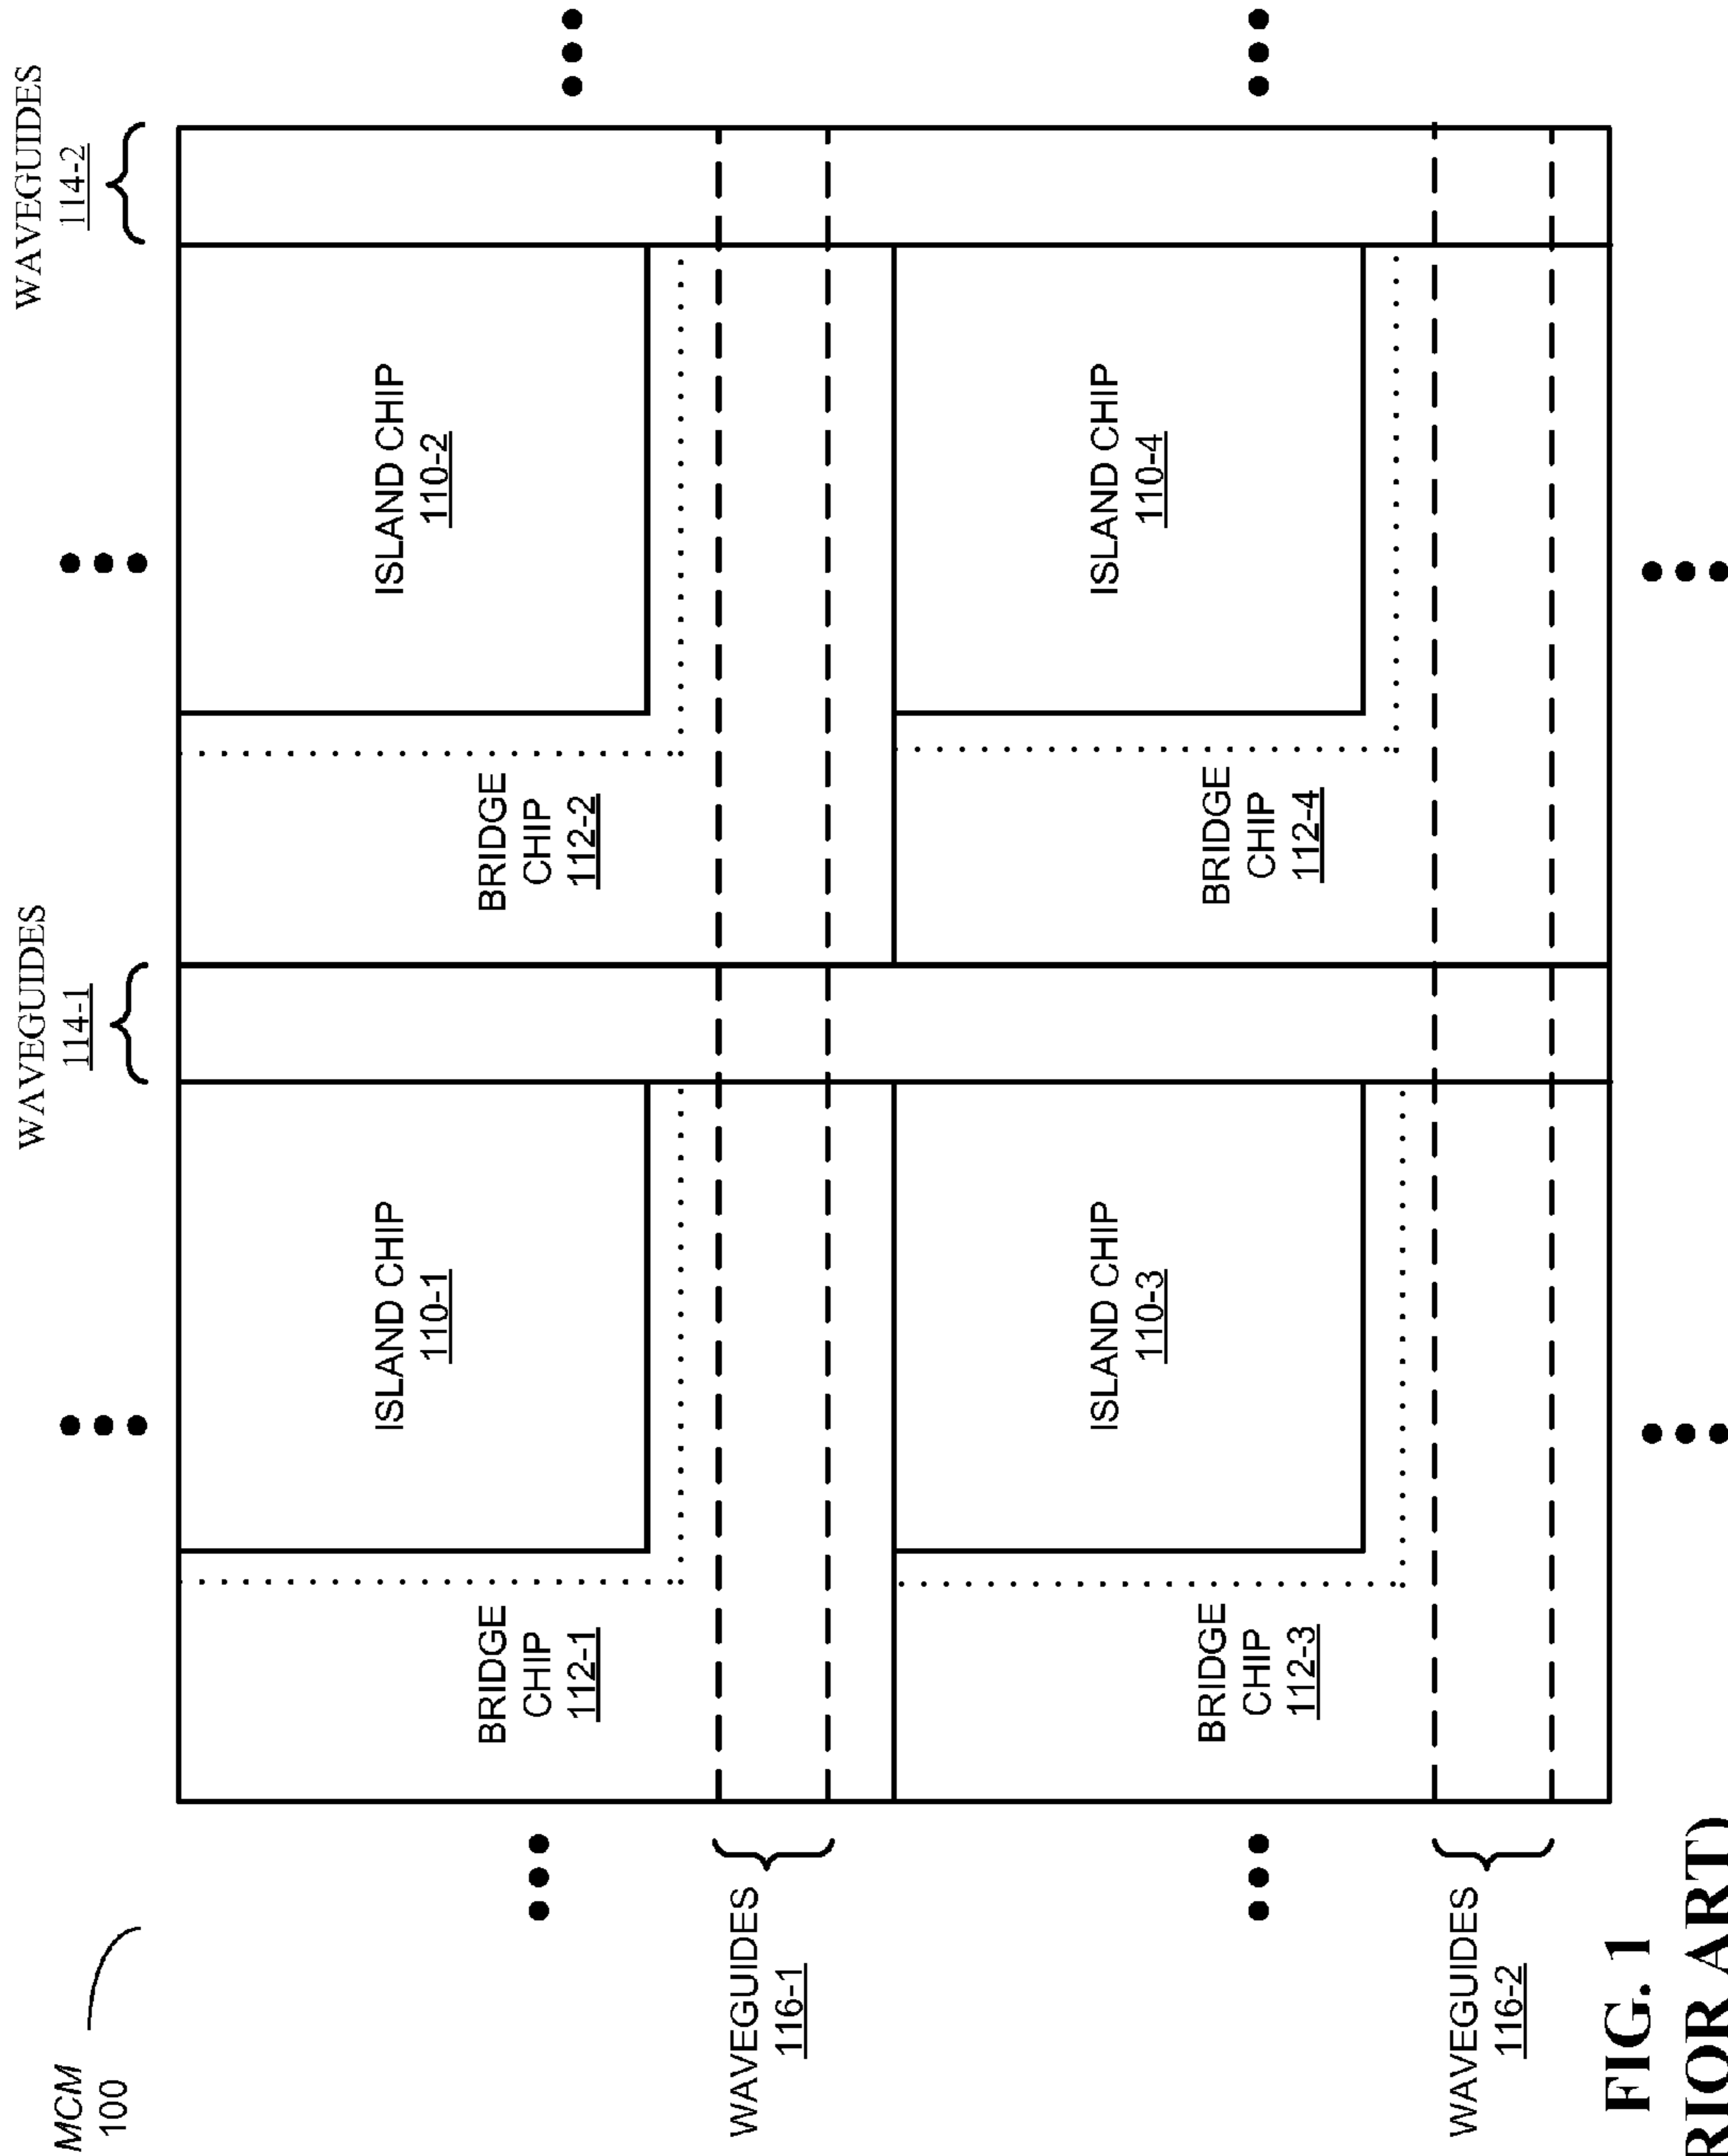 MCM
100
WAVEGUIDES
114-1
WAVEGUIDES
114-2
ISLAND CHIP
110-1
ISLAND CHIP
110-2
BRIDGE
CHIP
112-1
BRIDGE
CHIP
112-2
WAVEGUIDES
116-1
ISLAND CHIP
110-3
ISLAND CHIP
110-4
BRIDGE
CHIP
112-3
BRIDGE
CHIP
112-4
WAVEGUIDES
116-2
FIG. 1
RIOR ART)